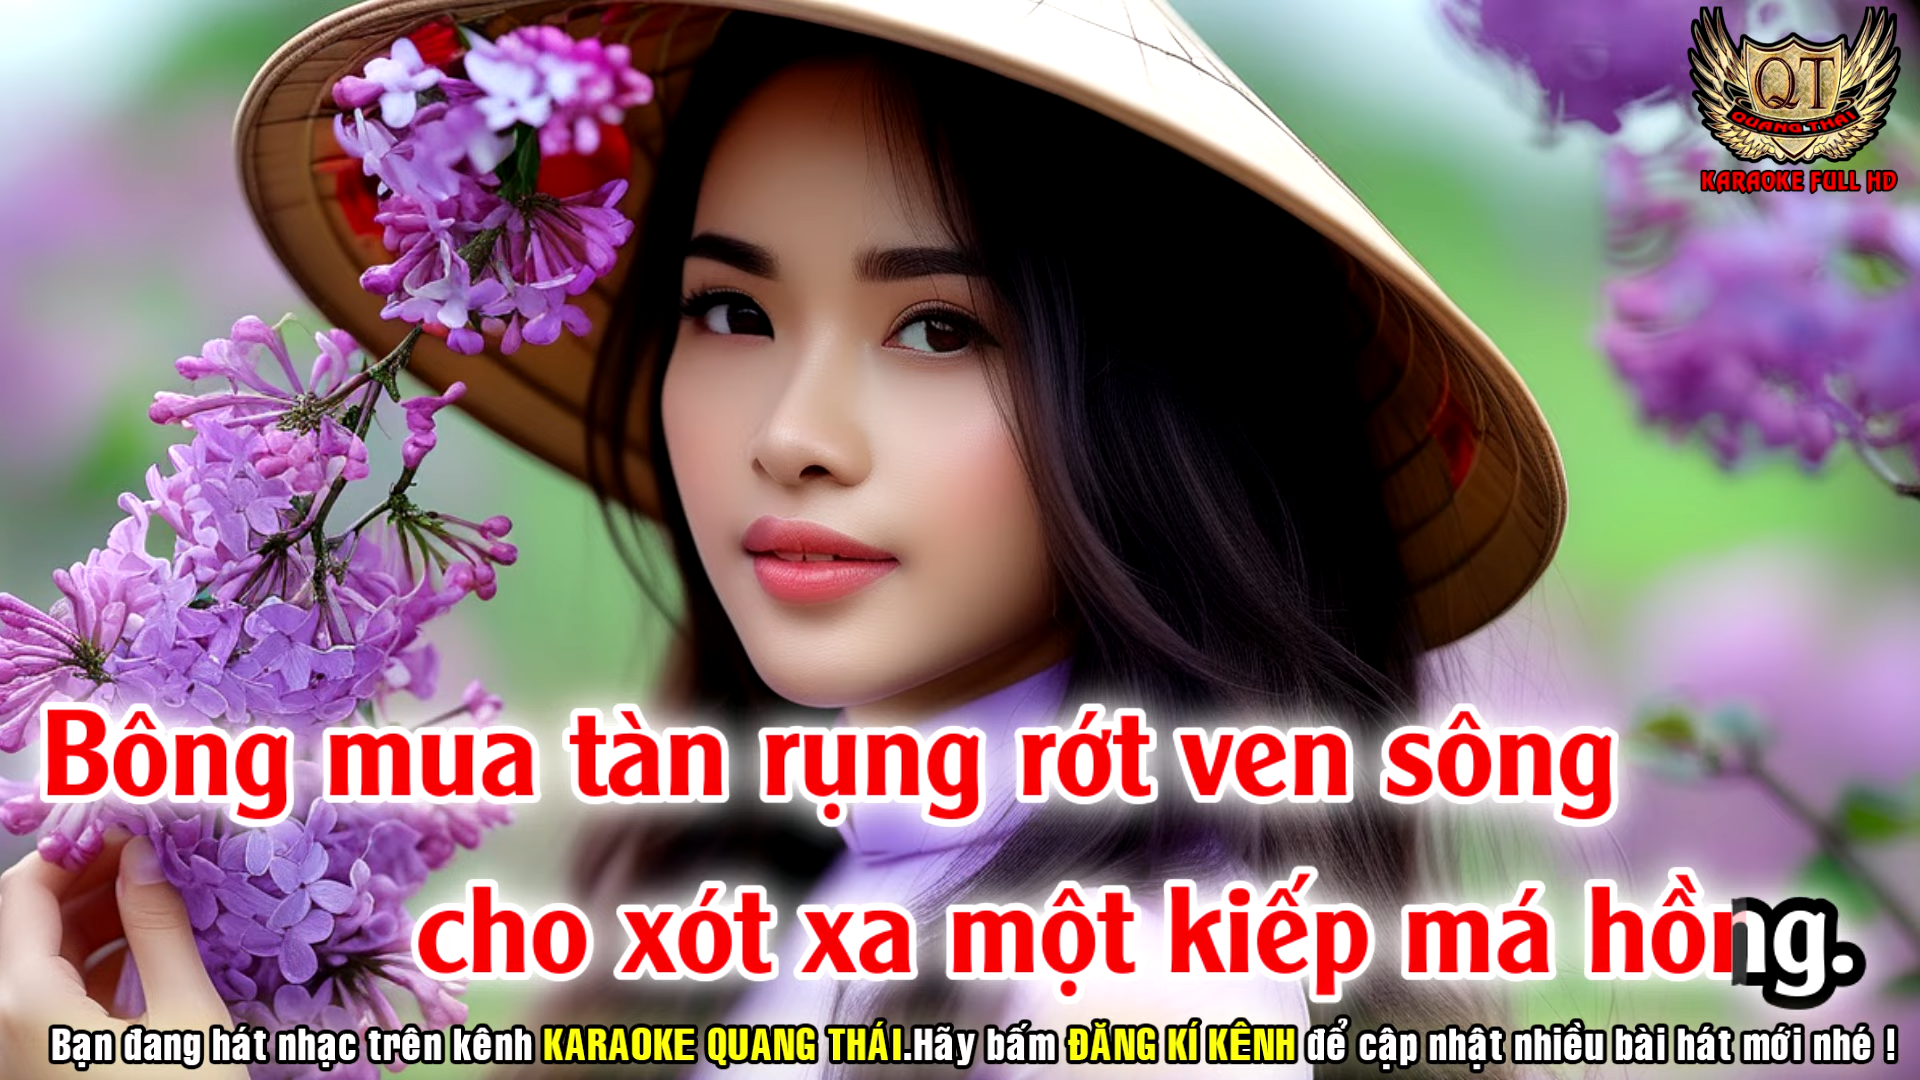 QT
QUANG THÁI
KARAOKE FULL HD
Bông mua tàn rụng rớt ven sông
cho xót xa một kiếp má hồng.
Bạn đang hát nhạc trên kênh KARAOKE QUANG THÁI.Hãy bấm ĐĂNG KÍ KÊNH để cập nhật nhiều bài hát mới nhé !